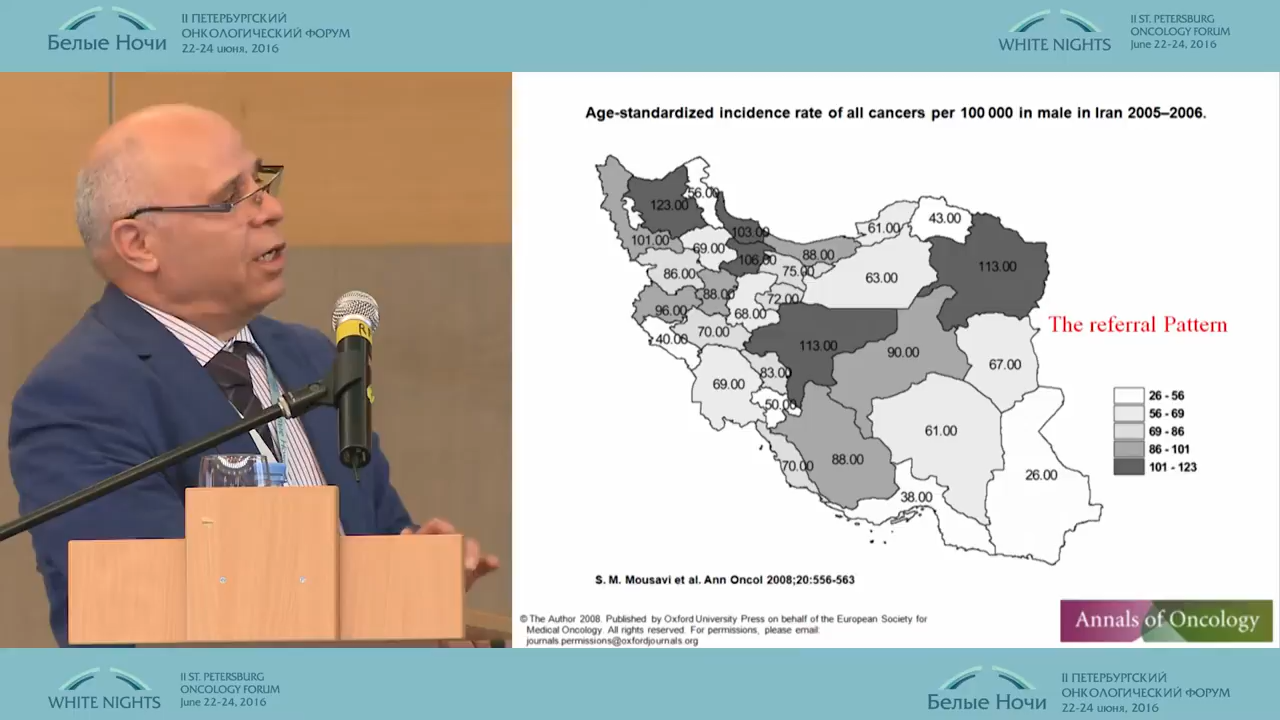 Белые Ночи
II ПЕТЕРБУРГСКИЙ
ОНКОЛОГИЧЕСКИЙ ФОРУМ
22-24 июня, 2016
WHITE NIGHTS
II ST. PETERSBURG
ONCOLOGY FORUM
June 22-24, 2016
Age-standardized incidence rate of all cancers per 100 000 in male in Iran 2005–2006.
56.00
123.00
43.00
61.00
103.00
101.00
69.00
88.00
106.00
113.00
86.00
75.00
63.00
88.00
72.00
96.00
68.00
70.00
40.00
113.00
90.00
The referral Pattern
67.00
83.00
69.00
50.00
61.00
88.00
70.00
26.00
38.00
26 - 56
56 - 69
69 - 86
86 - 101
101 - 123
S. M. Mousavi et al. Ann Oncol 2008;20:556-563
© The Author 2008. Published by Oxford University Press on behalf of the European Society for
Medical Oncology. All rights reserved. For permissions, please email:
journals.permissions@oxfordjournals.org
Annals of Oncology
WHITE NIGHTS
II ST. PETERSBURG
ONCOLOGY FORUM
June 22-24, 2016
Белые Ночи
II ПЕТЕРБУРГСКИЙ
ОНКОЛОГИЧЕСКИЙ ФОРУМ
22-24 июня, 2016